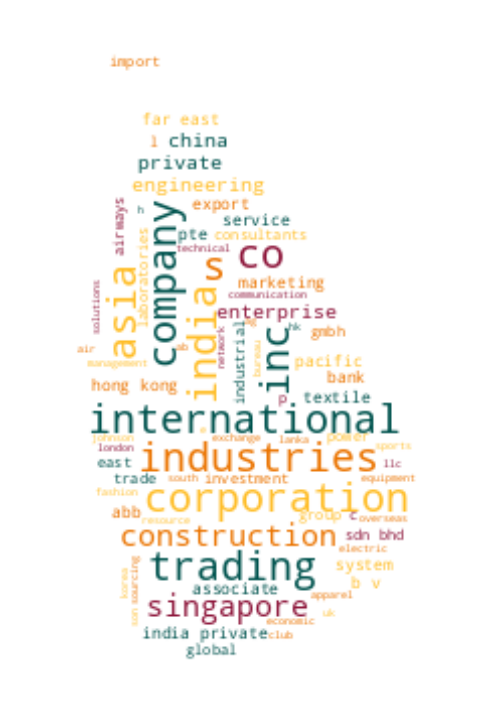 import
far east
l china
private
engineering
airways
h
export
service
pte consultants
technical
laboratories
company
s co
asia
india
marketing
communication
enterprise
solutions
network
industrial
bureau
inc
hk gmbh
air
ab
management
pacific
bank
hong kong
p textile
international
johnson
exchange lanka power
london
sports
east industries llc
trade south investment equipment
fashion corporation
abb
resource
group c overseas
construction sdn bhd
electric
trading system
korea
sourcing
associate b v
son
apparel
singapore uk
economic
india private club
global